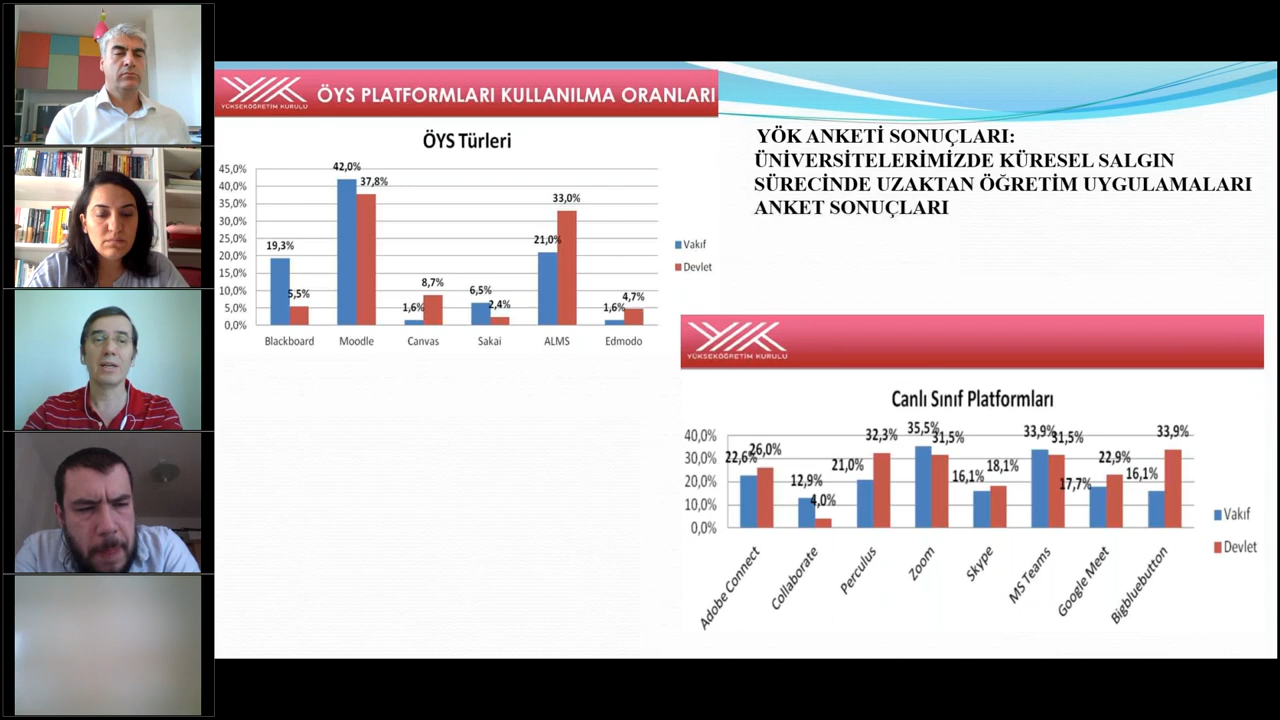 YÜKSEKÖĞRETİM KURULU
ÖYS PLATFORMLARI KULLANILMA ORANLARI
ÖYS Türleri
45,0%
40,0%
35,0%
30,0%
25,0%
20,0%
15,0%
10,0%
5,0%
0,0%
19,3%
5,5%
42,0%
37,8%
1,6%
8,7%
6,5%
2,4%
21,0%
33,0%
1,6%
4,7%
Blackboard Moodle Canvas Sakai ALMS Edmodo
Vakıf
Devlet
YÖK ANKETİ SONUÇLARI:
ÜNİVERSİTELERİMİZDE KÜRESEL SALGIN
SÜRECİNDE UZAKTAN ÖĞRETİM UYGULAMALARI
ANKET SONUÇLARI
YÜKSEKÖĞRETİM KURULU
Canlı Sınıf Platformları
40,0%
30,0%
20,0%
10,0%
0,0%
22,6%
26,0%
12,9%
4,0%
21,0%
32,3%
35,5%
31,5%
16,1%
18,1%
33,9%
31,5%
17,7%
22,9%
16,1%
33,9%
Adobe Connect
Collaborate
Perculus
Zoom
Skype
MS Teams
Google Meet
Bigbluebutton
Vakıf
Devlet